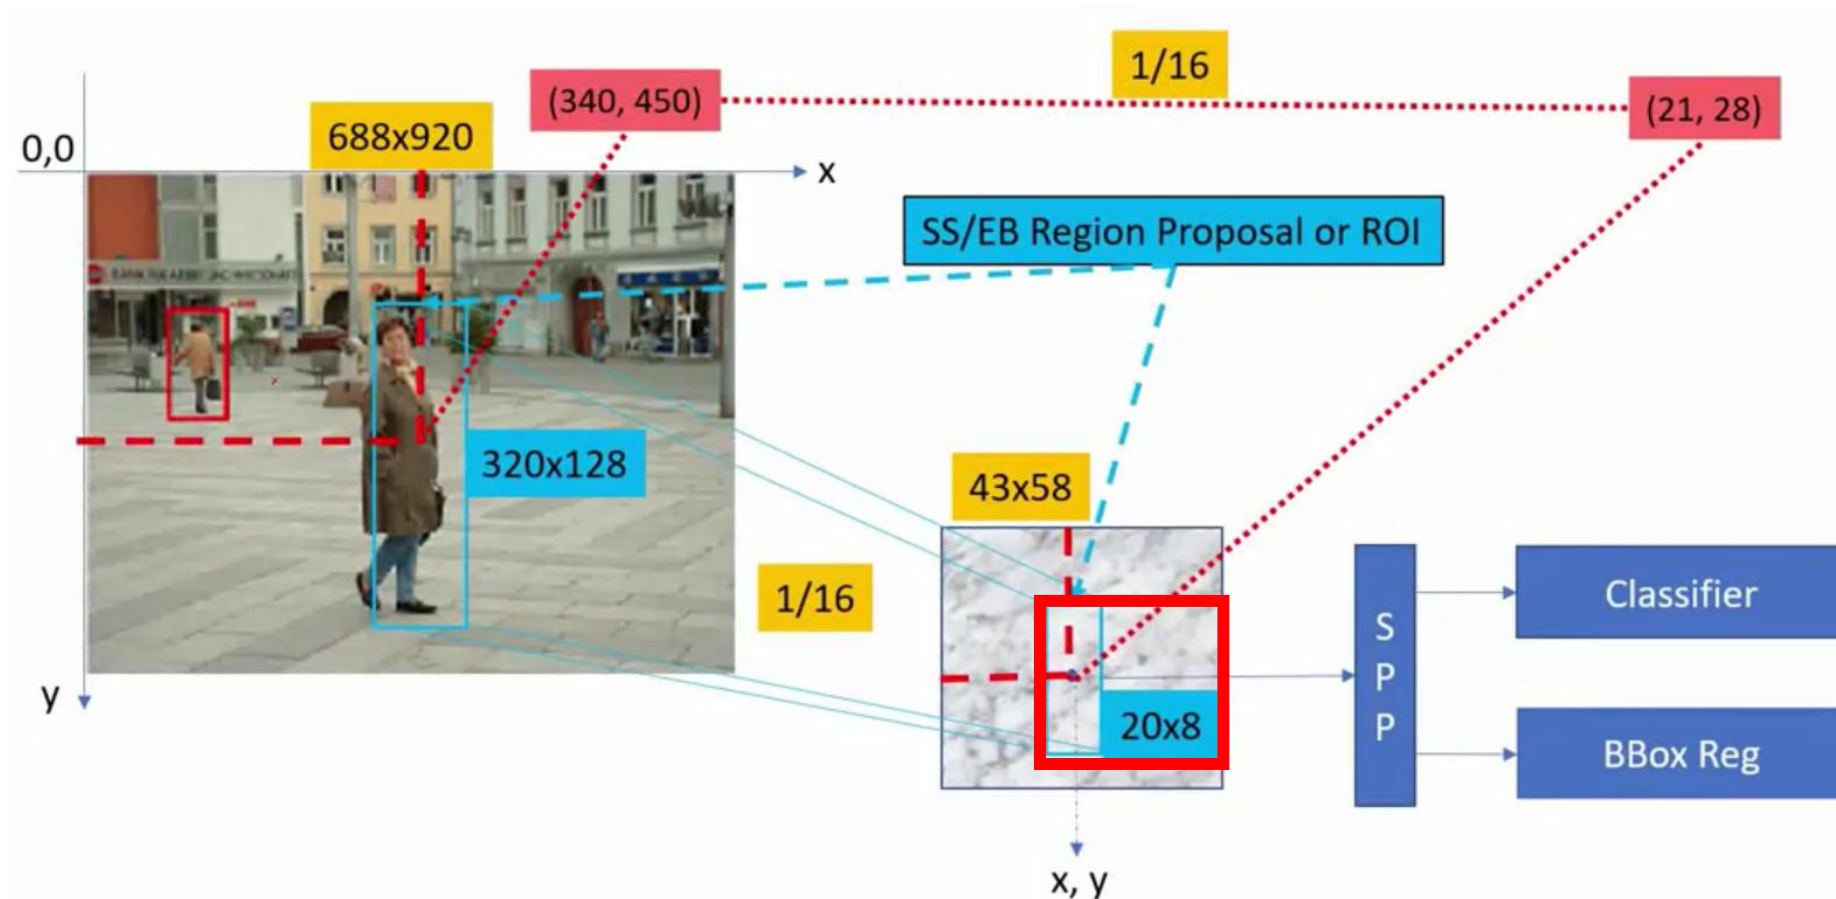 1/16
(340, 450)
(21, 28)
688x920
0,0
x
SS/EB Region Proposal or ROI
320x128
43x58
1/16
S
P
P
Classifier
20x8
BBox Reg
y
x, y